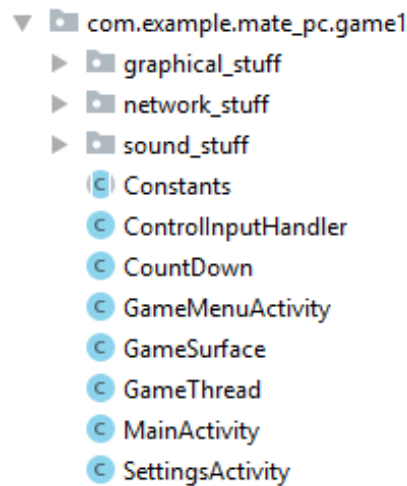 com.example.mate_pc.game1
graphical_stuff
network_stuff
sound_stuff
C Constants
C ControlInputHandler
C CountDown
C GameMenuActivity
C GameSurface
C GameThread
C MainActivity
C SettingsActivity